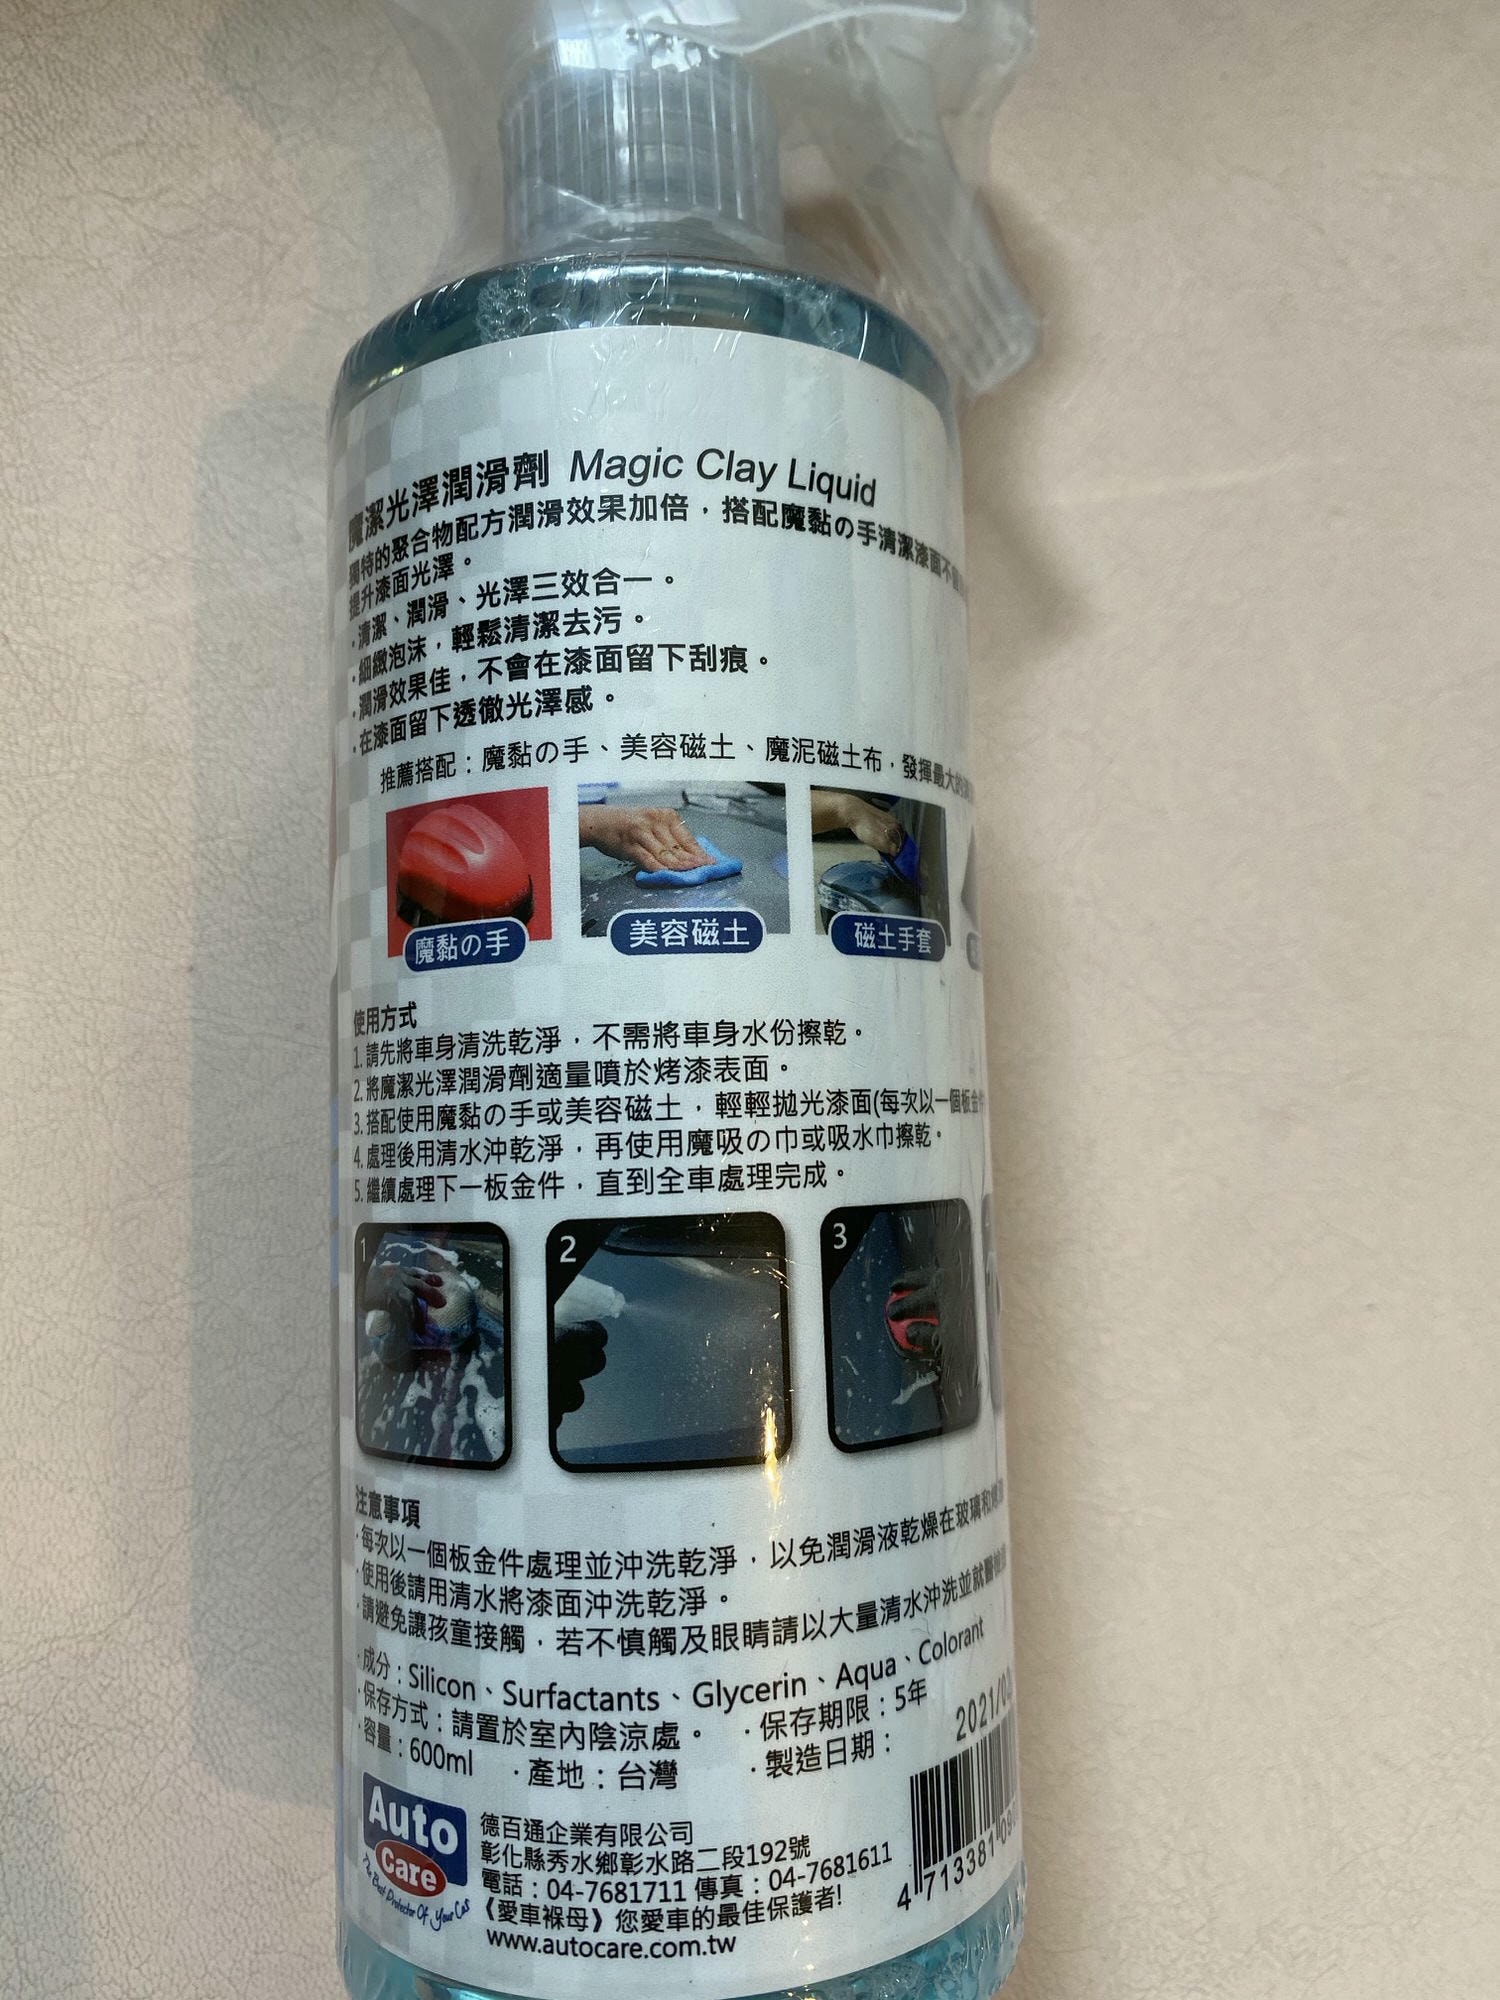 魔潔光澤潤滑劑 Magic Clay Liquid
獨特的聚合物配方潤滑效果加倍，搭配魔黏の手清潔漆面不
提升漆面光澤。
·清潔、潤滑、光澤三效合一。
·細緻泡沫，輕鬆清潔去污。
·潤滑效果佳，不會在漆面留下刮痕。
·在漆面留下透徹光澤感。
推薦搭配：魔黏の手、美容磁土、魔泥磁土布，發揮最大的
魔黏の手
美容磁土
磁土手套
使用方式
1. 請先將車身清洗乾淨，不需將車身水份擦乾。
2. 將魔潔光澤潤滑劑適量噴於烤漆表面。
3. 搭配使用魔黏の手或美容磁土，輕輕拋光漆面(每次以一個板金件
4. 處理後用清水沖乾淨，再使用魔吸の巾或吸水巾擦乾。
5. 繼續處理下一板金件，直到全車處理完成。
1
2
3
注意事項
·每次以一個板金件處理並沖洗乾淨，以免潤滑液乾燥在玻璃和
·使用後請用清水將漆面沖洗乾淨。
·請避免讓孩童接觸，若不慎觸及眼睛請以大量清水沖洗並就醫
·成分：Silicon、Surfactants、Glycerin、Aqua、Colorant
·保存方式：請置於室內陰涼處。 ·保存期限：5年
·容量：600ml ·產地：台灣 ·製造日期： 2021/0
Auto
Care
The Best Protector Of Your Cars
德百通企業有限公司
彰化縣秀水鄉彰水路二段192號
電話：04-7681711 傳真：04-7681611
《愛車褓母》您愛車的最佳保護者!
www.autocare.com.tw
4 713381 09